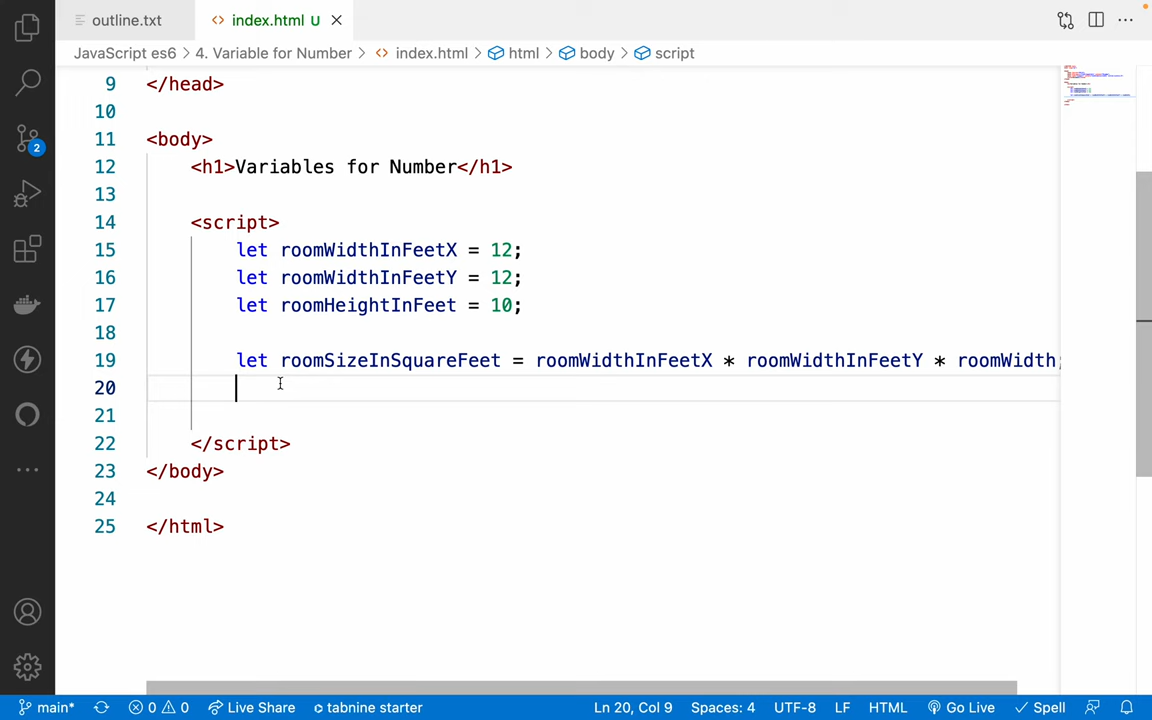 outline.txt
index.html U
JavaScript es6 > 4. Variable for Number > index.html > html > body > script
9 </head>
10
11 <body>
12 <h1>Variables for Number</h1>
13
14 <script>
15 let roomWidthInFeetX = 12;
16 let roomWidthInFeetY = 12;
17 let roomHeightInFeet = 10;
18
19 let roomSizeInSquareFeet = roomWidthInFeetX * roomWidthInFeetY * roomWidth;
20
21
22 </script>
23 </body>
24
25 </html>
2
main* 0 0 Live Share tabnine starter Ln 20, Col 9 Spaces: 4 UTF-8 LF HTML Go Live Spell